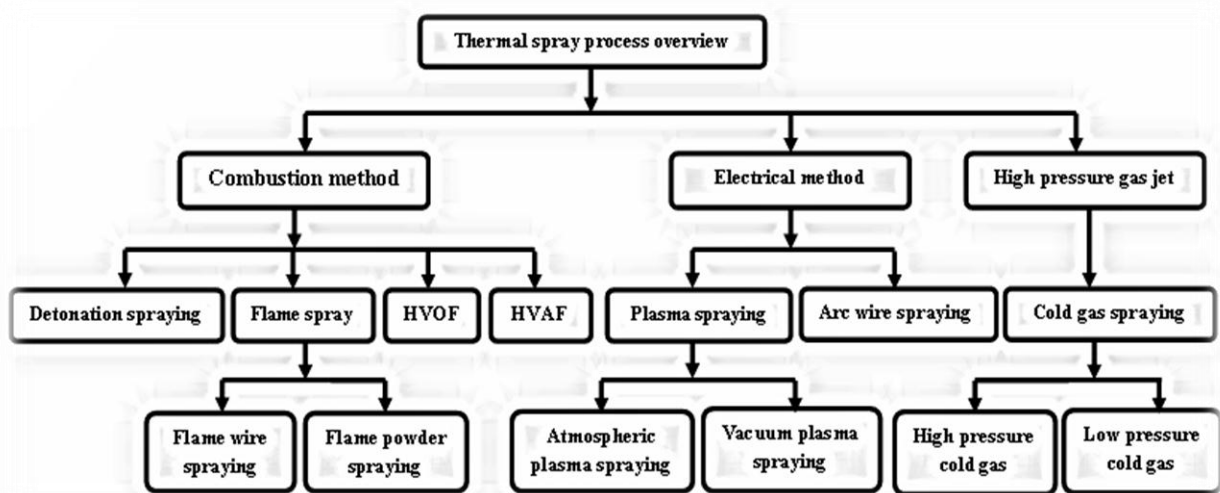 Thermal spray process overview
Combustion method
Electrical method
High pressure gas jet
Detonation spraying
Flame spray
HVOF
HVAF
Plasma spraying
Arc wire spraying
Cold gas spraying
Flame wire
spraying
Flame powder
spraying
Atmospheric
plasma spraying
Vacuum plasma
spraying
High pressure
cold gas
Low pressure
cold gas